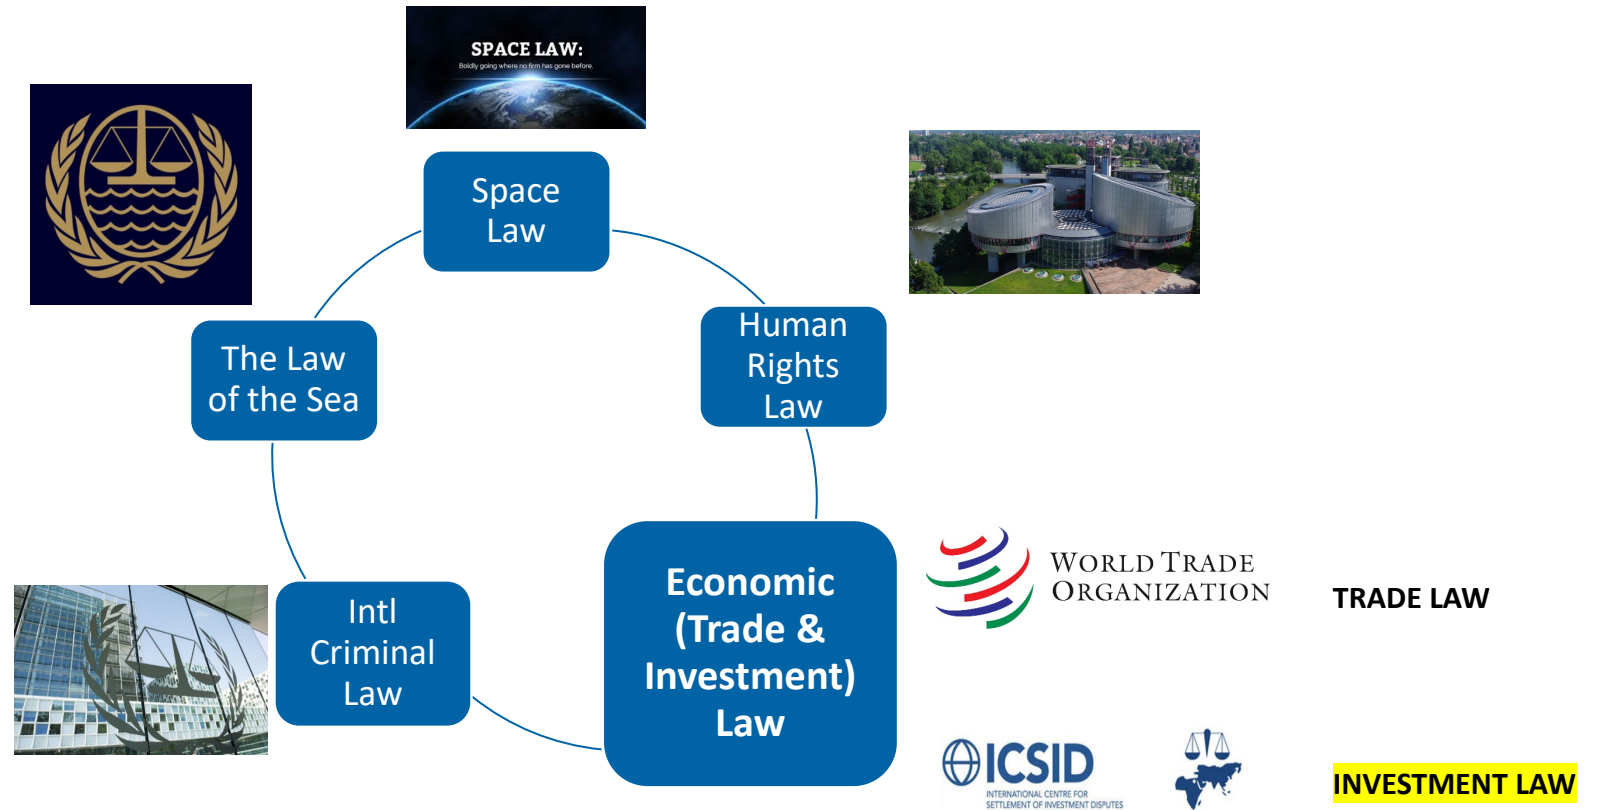 SPACE LAW:
Boldly going where no firm has gone before.
Space
Law
Human
Rights
Law
The Law
of the Sea
Intl
Criminal
Law
Economic
(Trade &
Investment)
Law
WORLD TRADE
ORGANIZATION
TRADE LAW
ICSID
INTERNATIONAL CENTRE FOR
SETTLEMENT OF INVESTMENT DISPUTES
INVESTMENT LAW